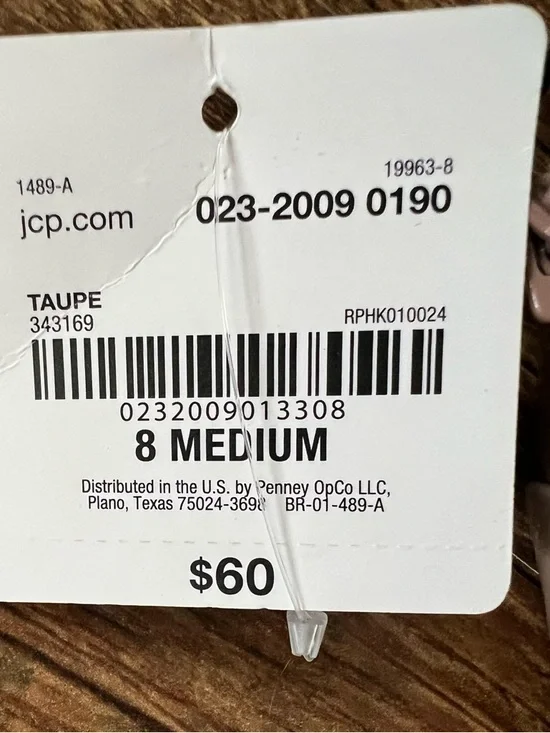 1489-A
19963-8
jcp.com
023-2009 0190
TAUPE
343169
RPHK010024
0232009013308
8 MEDIUM
Distributed in the U.S. by Penney OpCo LLC,
Plano, Texas 75024-3698 BR-01-489-A
$60